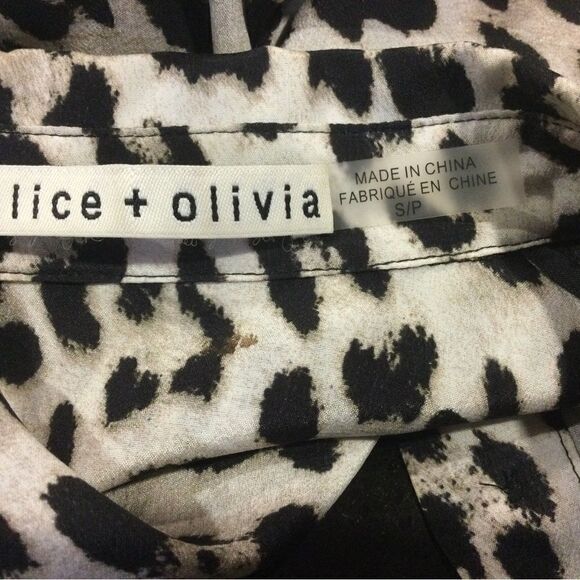 lice + olivia
MADE IN CHINA
FABRIQUÉ EN CHINE
S/P